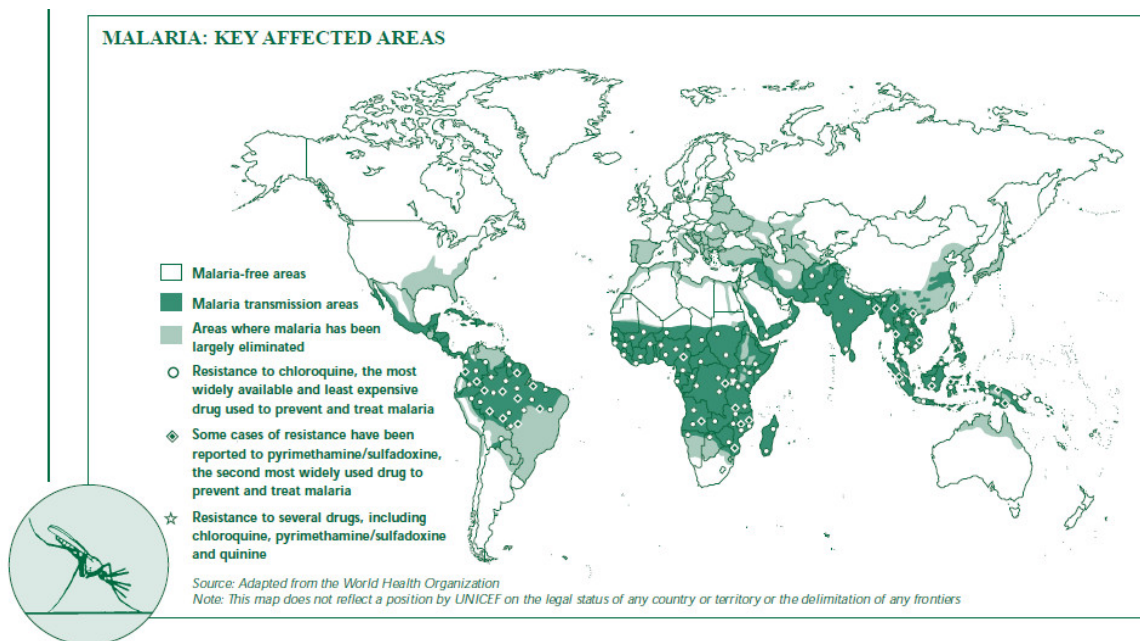 MALARIA: KEY AFFECTED AREAS
Malaria-free areas
Malaria transmission areas
Areas where malaria has been
largely eliminated
Resistance to chloroquine, the most
widely available and least expensive
drug used to prevent and treat malaria
Some cases of resistance have been
reported to pyrimethamine/sulfadoxine,
the second most widely used drug to
prevent and treat malaria
Resistance to several drugs, including
chloroquine, pyrimethamine/sulfadoxine
and quinine
Source: Adapted from the World Health Organization
Note: This map does not reflect a position by UNICEF on the legal status of any country or territory or the delimitation of any frontiers